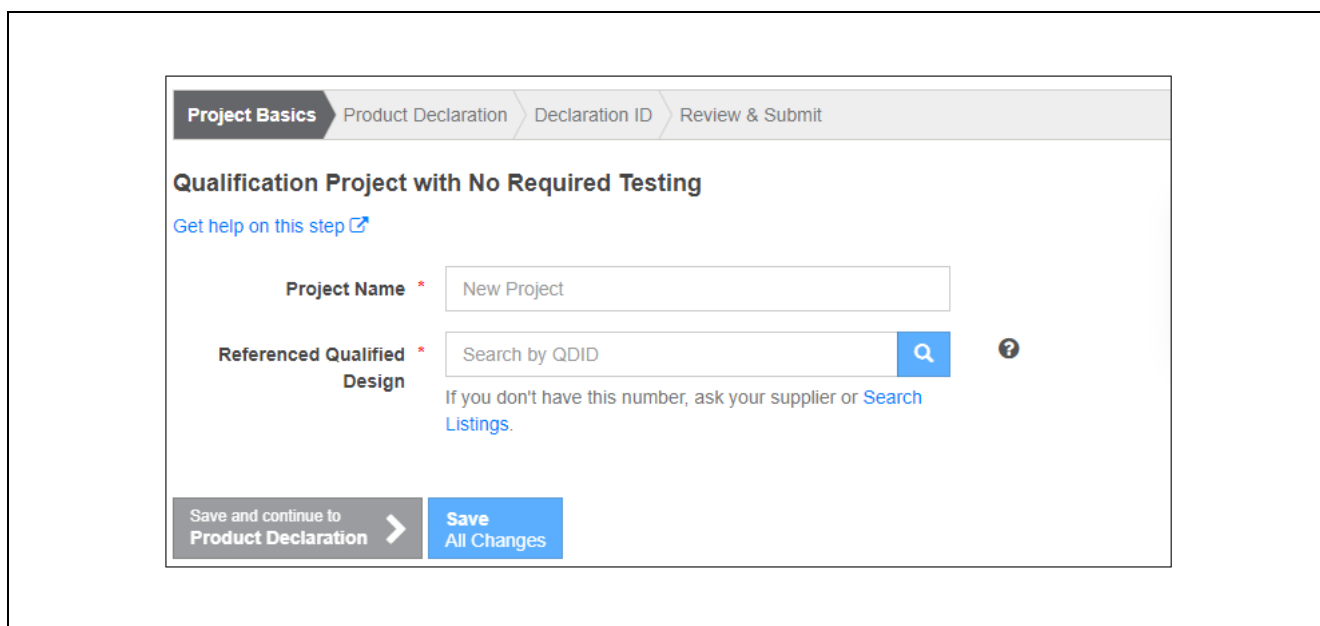 Project Basics Product Declaration Declaration ID Review & Submit
Qualification Project with No Required Testing
Get help on this step
Project Name * New Project
Referenced Qualified * Search by QDID
Design
If you don't have this number, ask your supplier or Search
Listings.
Save and continue to
Product Declaration
Save
All Changes